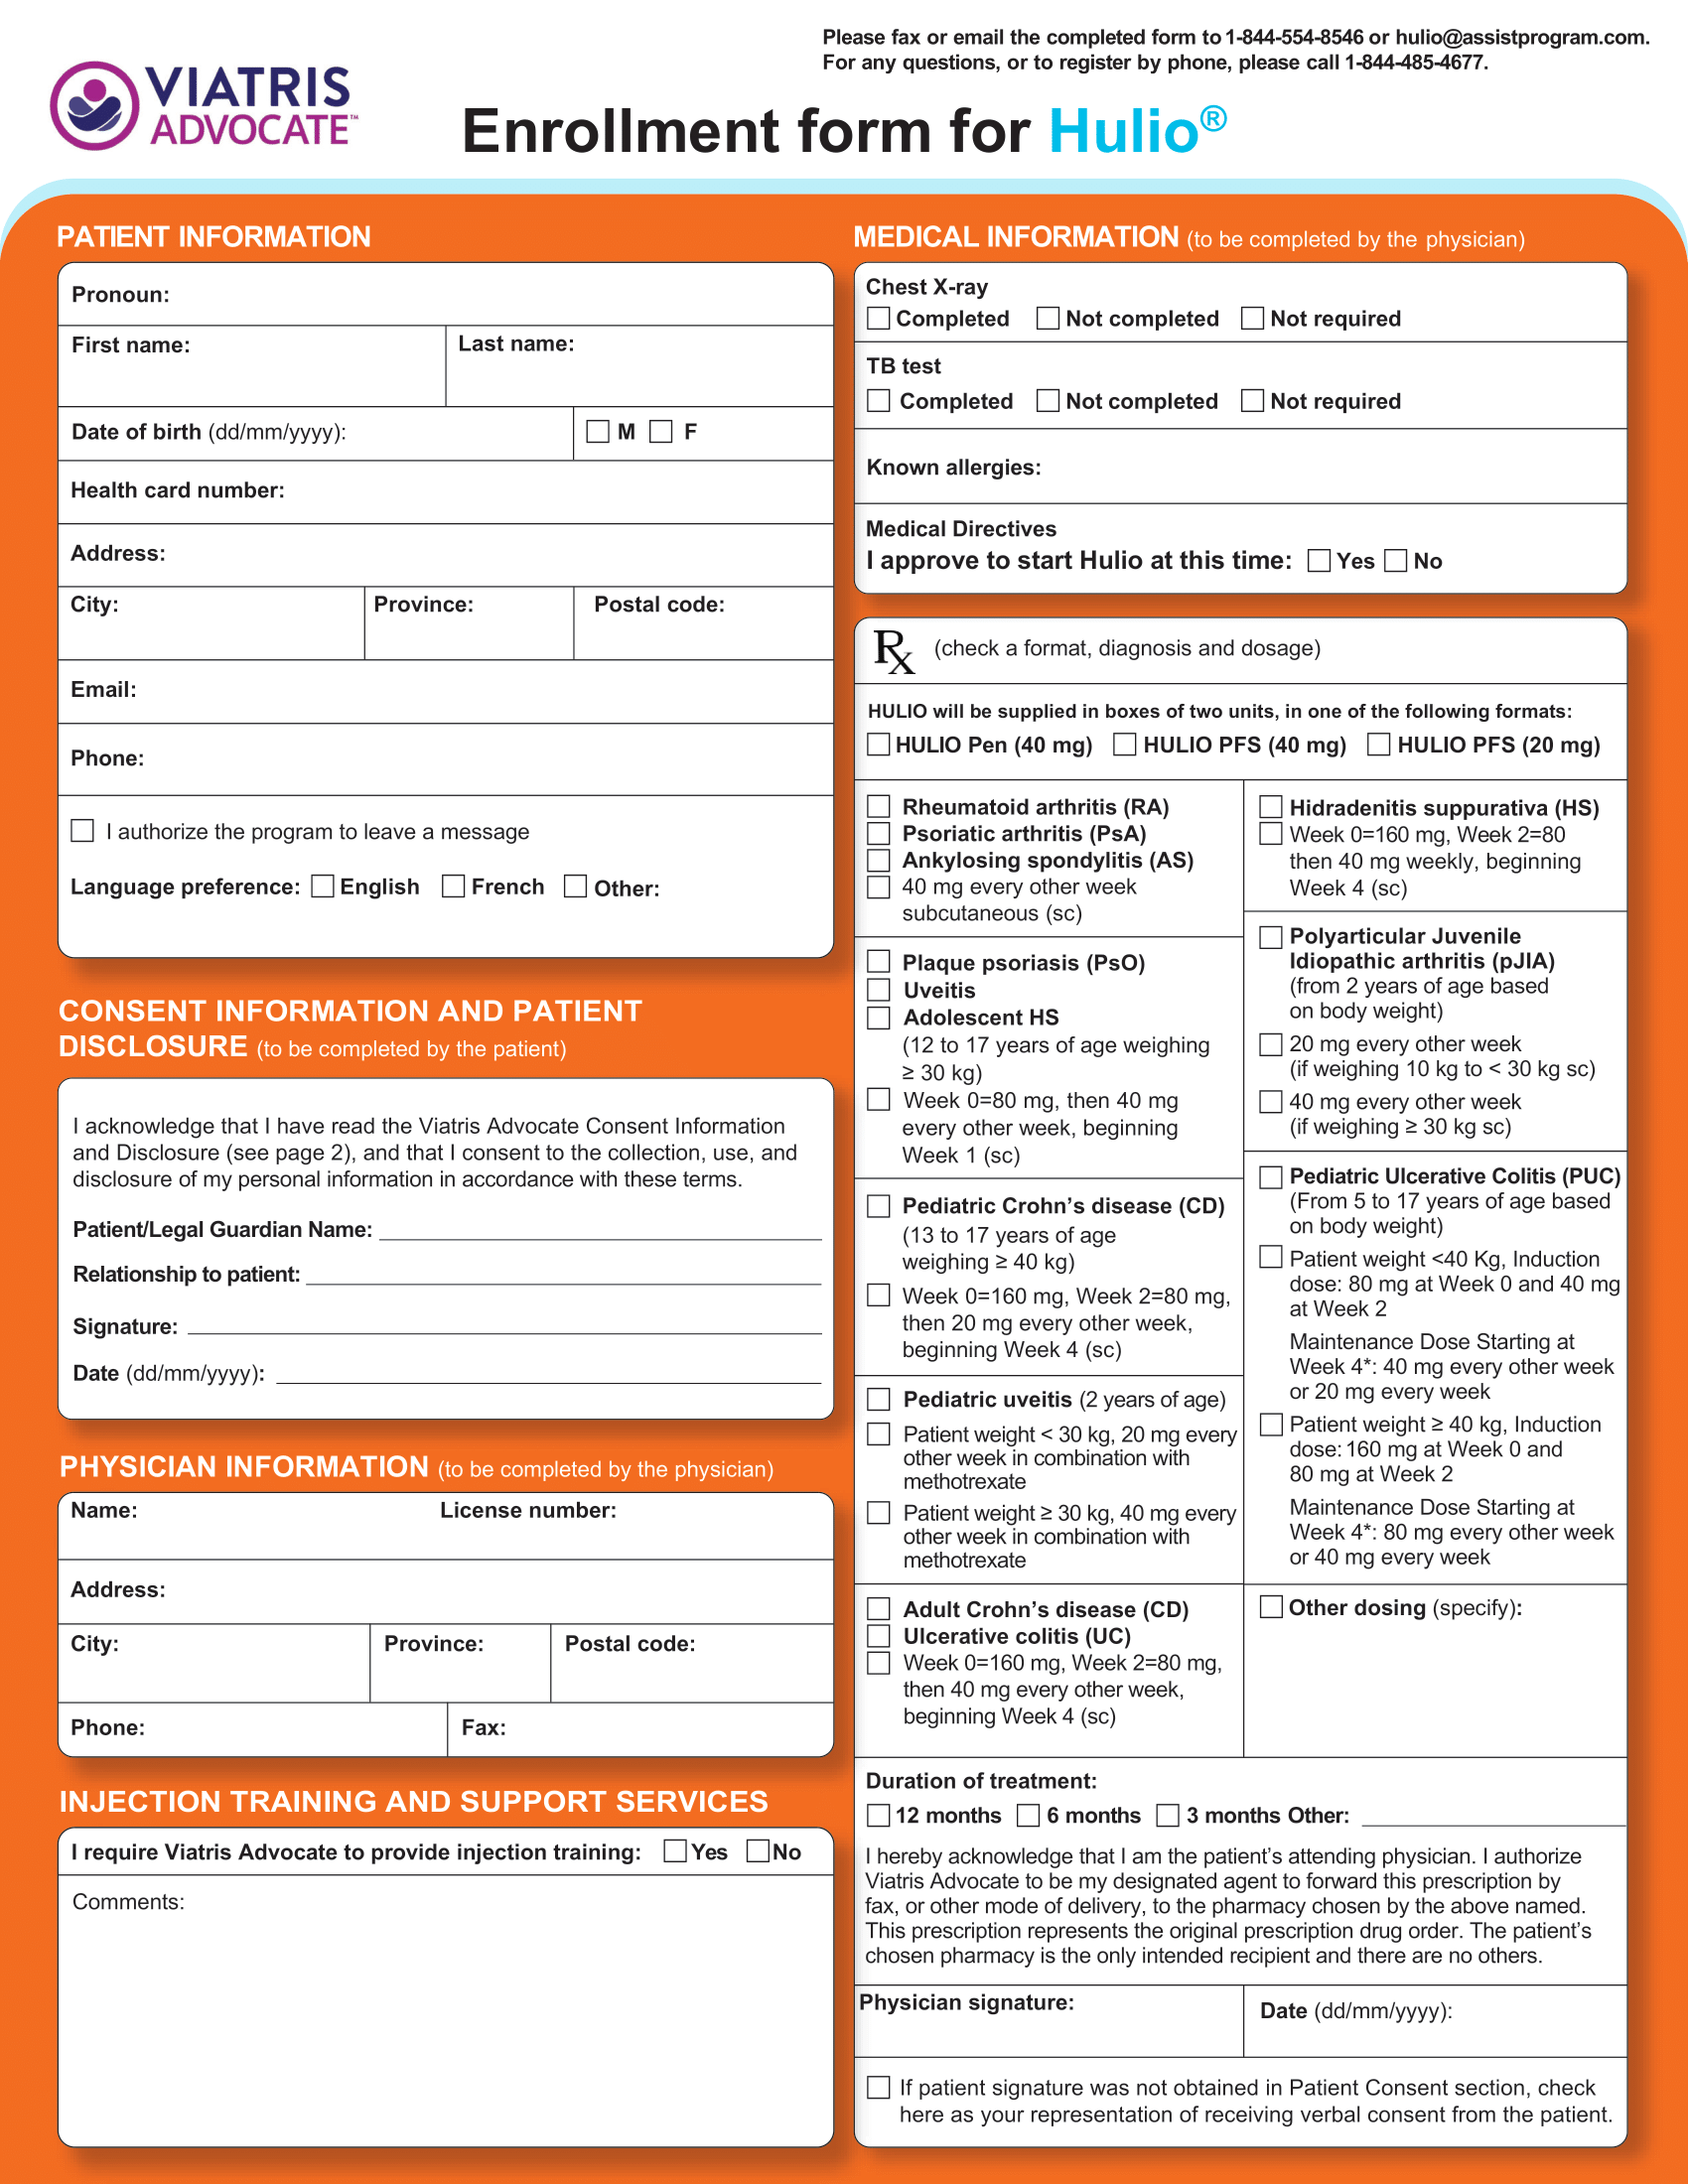 Please fax or email the completed form to 1-844-554-8546 or hulio@assistprogram.com.
For any questions, or to register by phone, please call 1-844-485-4677.
VIATRIS
ADVOCATE™
Enrollment form for Hulio®
PATIENT INFORMATION
Pronoun:
First name: Last name:
Date of birth (dd/mm/yyyy): M F
Health card number:
Address:
City: Province: Postal code:
Email:
Phone:
I authorize the program to leave a message
Language preference: English French Other:
CONSENT INFORMATION AND PATIENT
DISCLOSURE (to be completed by the patient)
I acknowledge that I have read the Viatris Advocate Consent Information
and Disclosure (see page 2), and that I consent to the collection, use, and
disclosure of my personal information in accordance with these terms.
Patient/Legal Guardian Name:
Relationship to patient:
Signature:
Date (dd/mm/yyyy):
PHYSICIAN INFORMATION (to be completed by the physician)
Name: License number:
Address:
City: Province: Postal code:
Phone: Fax:
INJECTION TRAINING AND SUPPORT SERVICES
I require Viatris Advocate to provide injection training: Yes No
Comments:
MEDICAL INFORMATION (to be completed by the physician)
Chest X-ray
Completed Not completed Not required
TB test
Completed Not completed Not required
Known allergies:
Medical Directives
I approve to start Hulio at this time: Yes No
Rx (check a format, diagnosis and dosage)
HULIO will be supplied in boxes of two units, in one of the following formats:
HULIO Pen (40 mg) HULIO PFS (40 mg) HULIO PFS (20 mg)
Rheumatoid arthritis (RA)
Psoriatic arthritis (PsA)
Ankylosing spondylitis (AS)
40 mg every other week
subcutaneous (sc)
Plaque psoriasis (PsO)
Uveitis
Adolescent HS
(12 to 17 years of age weighing
≥ 30 kg)
Week 0=80 mg, then 40 mg
every other week, beginning
Week 1 (sc)
Pediatric Crohn's disease (CD)
(13 to 17 years of age
weighing ≥ 40 kg)
Week 0=160 mg, Week 2=80 mg,
then 20 mg every other week,
beginning Week 4 (sc)
Pediatric uveitis (2 years of age)
Patient weight < 30 kg, 20 mg every
other week in combination with
methotrexate
Patient weight ≥ 30 kg, 40 mg every
other week in combination with
methotrexate
Adult Crohn's disease (CD)
Ulcerative colitis (UC)
Week 0=160 mg, Week 2=80 mg,
then 40 mg every other week,
beginning Week 4 (sc)
Hidradenitis suppurativa (HS)
Week 0=160 mg, Week 2=80
then 40 mg weekly, beginning
Week 4 (sc)
Polyarticular Juvenile
Idiopathic arthritis (pJIA)
(from 2 years of age based
on body weight)
20 mg every other week
(if weighing 10 kg to < 30 kg sc)
40 mg every other week
(if weighing ≥ 30 kg sc)
Pediatric Ulcerative Colitis (PUC)
(From 5 to 17 years of age based
on body weight)
Patient weight <40 Kg, Induction
dose: 80 mg at Week 0 and 40 mg
at Week 2
Maintenance Dose Starting at
Week 4*: 40 mg every other week
or 20 mg every week
Patient weight ≥ 40 kg, Induction
dose: 160 mg at Week 0 and
80 mg at Week 2
Maintenance Dose Starting at
Week 4*: 80 mg every other week
or 40 mg every week
Other dosing (specify):
Duration of treatment:
12 months 6 months 3 months Other:
I hereby acknowledge that I am the patient's attending physician. I authorize
Viatris Advocate to be my designated agent to forward this prescription by
fax, or other mode of delivery, to the pharmacy chosen by the above named.
This prescription represents the original prescription drug order. The patient's
chosen pharmacy is the only intended recipient and there are no others.
Physician signature: Date (dd/mm/yyyy):
If patient signature was not obtained in Patient Consent section, check
here as your representation of receiving verbal consent from the patient.